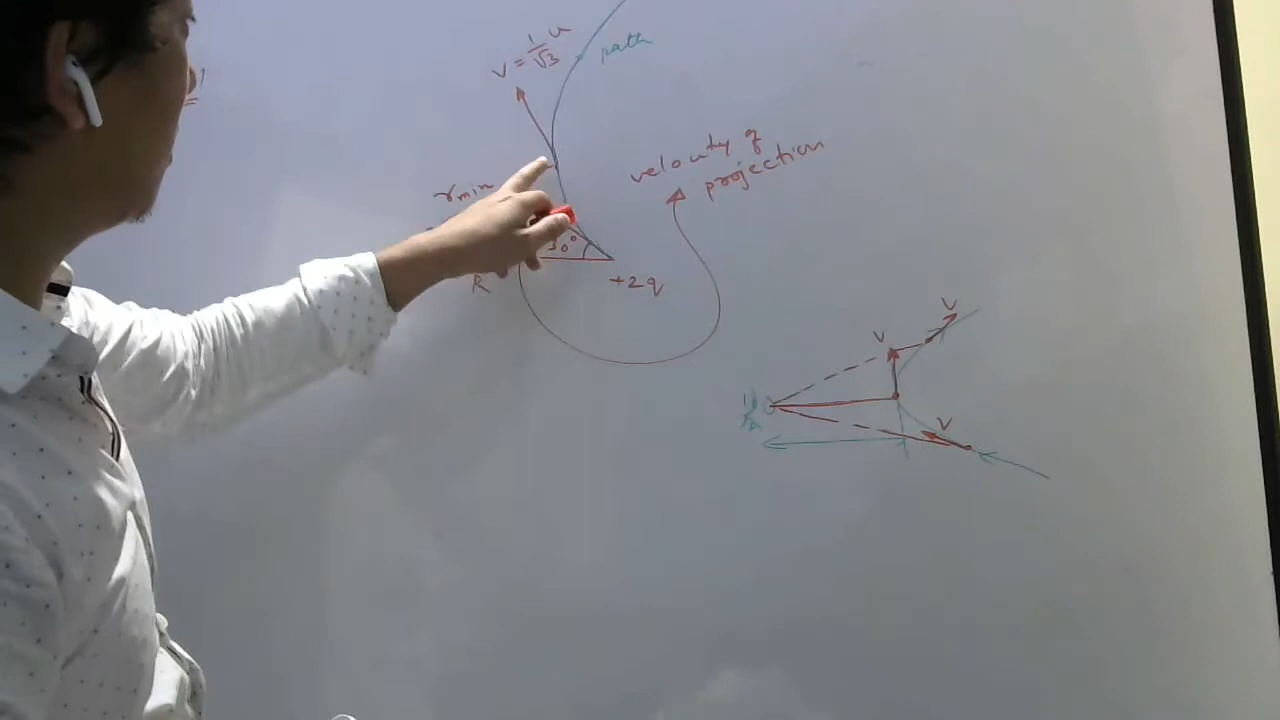 V = 1/√3 u
path
velocity of
projection
rmin
30°
R
+2q
V
V
V